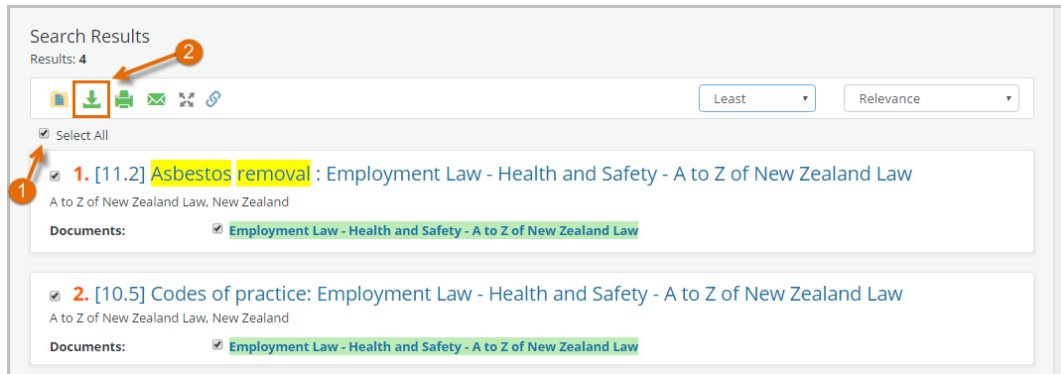 Search Results
Results: 4
2
Least Relevance
Select All
1
1. [11.2] Asbestos removal : Employment Law - Health and Safety - A to Z of New Zealand Law
A to Z of New Zealand Law, New Zealand
Documents: Employment Law - Health and Safety - A to Z of New Zealand Law
2. [10.5] Codes of practice: Employment Law - Health and Safety - A to Z of New Zealand Law
A to Z of New Zealand Law, New Zealand
Documents: Employment Law - Health and Safety - A to Z of New Zealand Law